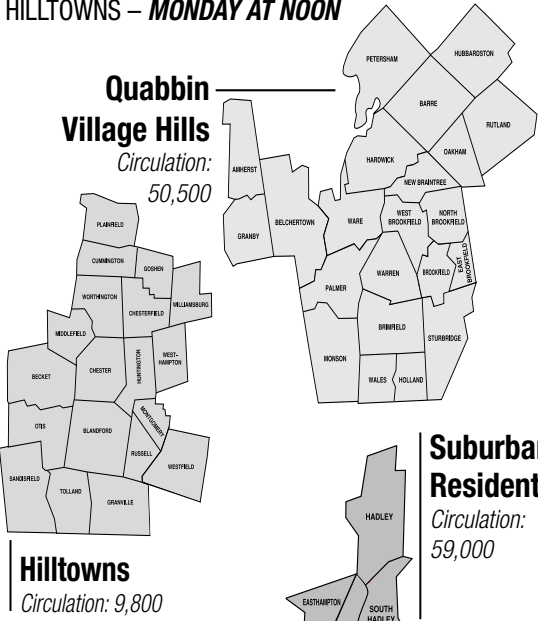 HILLTOWNS – MONDAY AT NOON
Quabbin
Village Hills
Circulation:
50,500
PETERSHAM
HUBBARDSTON
BARRE
RUTLAND
OAKHAM
HARDWICK
NEW BRAINTREE
AMHERST
BELCHERTOWN
GRANBY
WARE
WEST
BROOKFIELD
NORTH
BROOKFIELD
PALMER
WARREN
BROOKFIELD
EAST
BROOKFIELD
MONSON
BRIMFIELD
STURBRIDGE
WALES
HOLLAND
PLAINFIELD
CUMMINGTON
GOSHEN
WORTHINGTON
CHESTERFIELD
WILLIAMSBURG
MIDDLEFIELD
BECKET
CHESTER
HUNTINGTON
WEST-
HAMPTON
OTIS
BLANDFORD
MONTGOMERY
RUSSELL
WESTFIELD
SANDISFIELD
TOLLAND
GRANVILLE
Hilltowns
Circulation: 9,800
Suburban
Resident
Circulation:
59,000
HADLEY
EASTHAMPTON
SOUTH
HADLEY